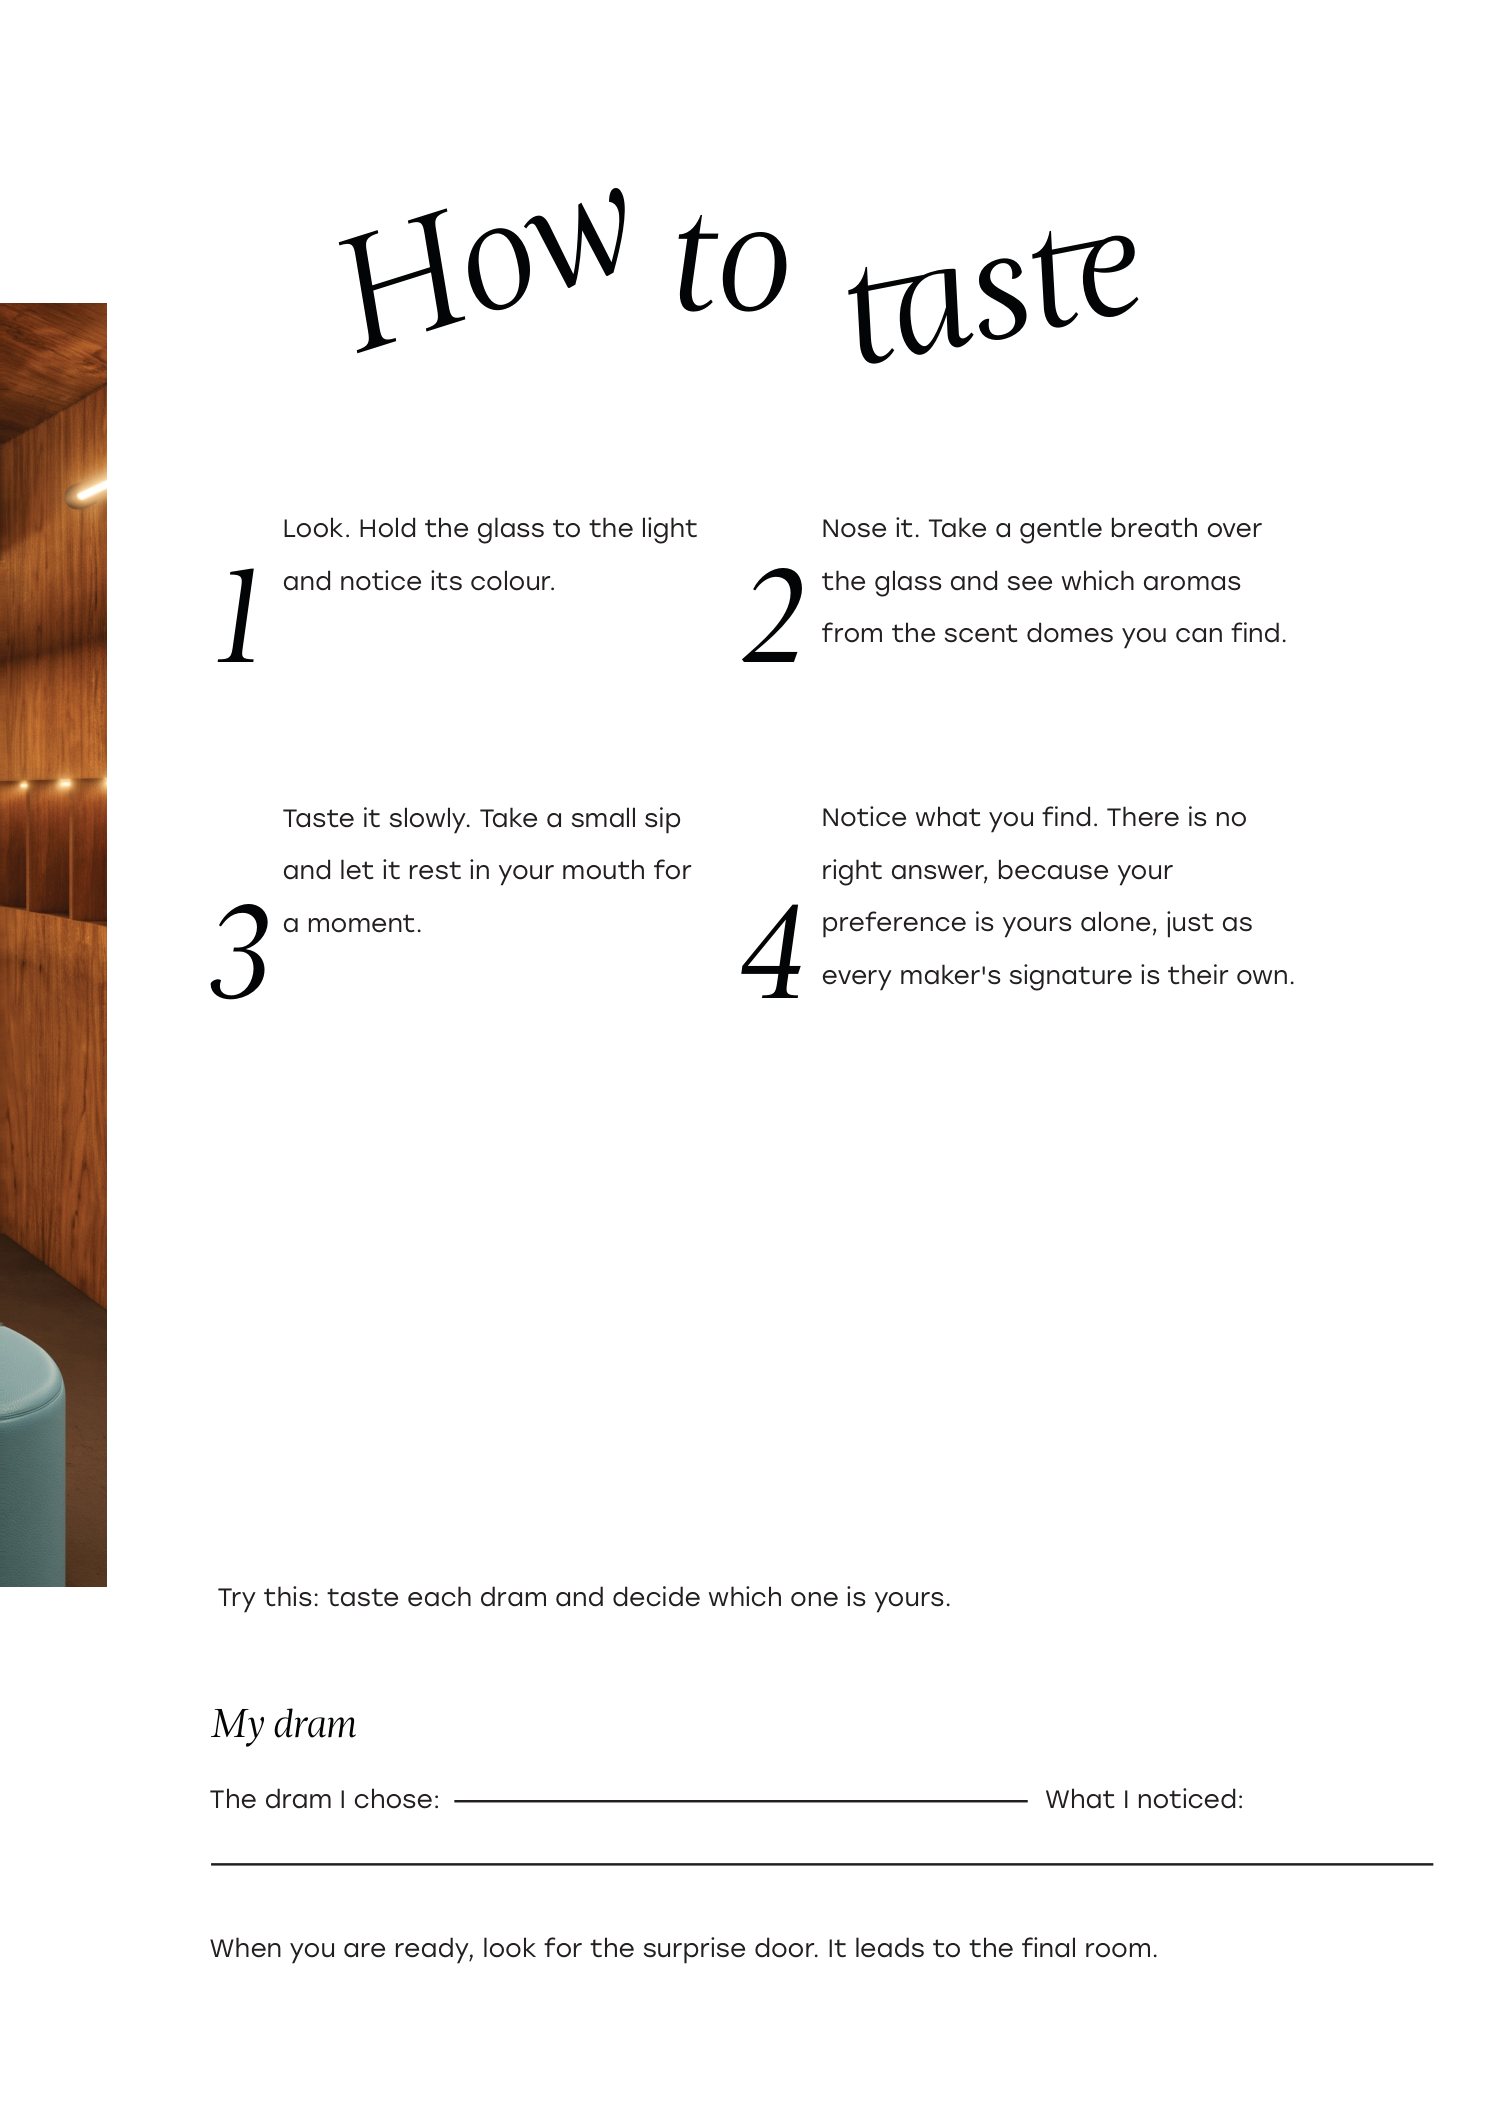 How to taste
1
Look. Hold the glass to the light
and notice its colour.
2
Nose it. Take a gentle breath over
the glass and see which aromas
from the scent domes you can find.
3
Taste it slowly. Take a small sip
and let it rest in your mouth for
a moment.
4
Notice what you find. There is no
right answer, because your
preference is yours alone, just as
every maker's signature is their own.
Try this: taste each dram and decide which one is yours.
My dram
The dram I chose: What I noticed:
When you are ready, look for the surprise door. It leads to the final room.